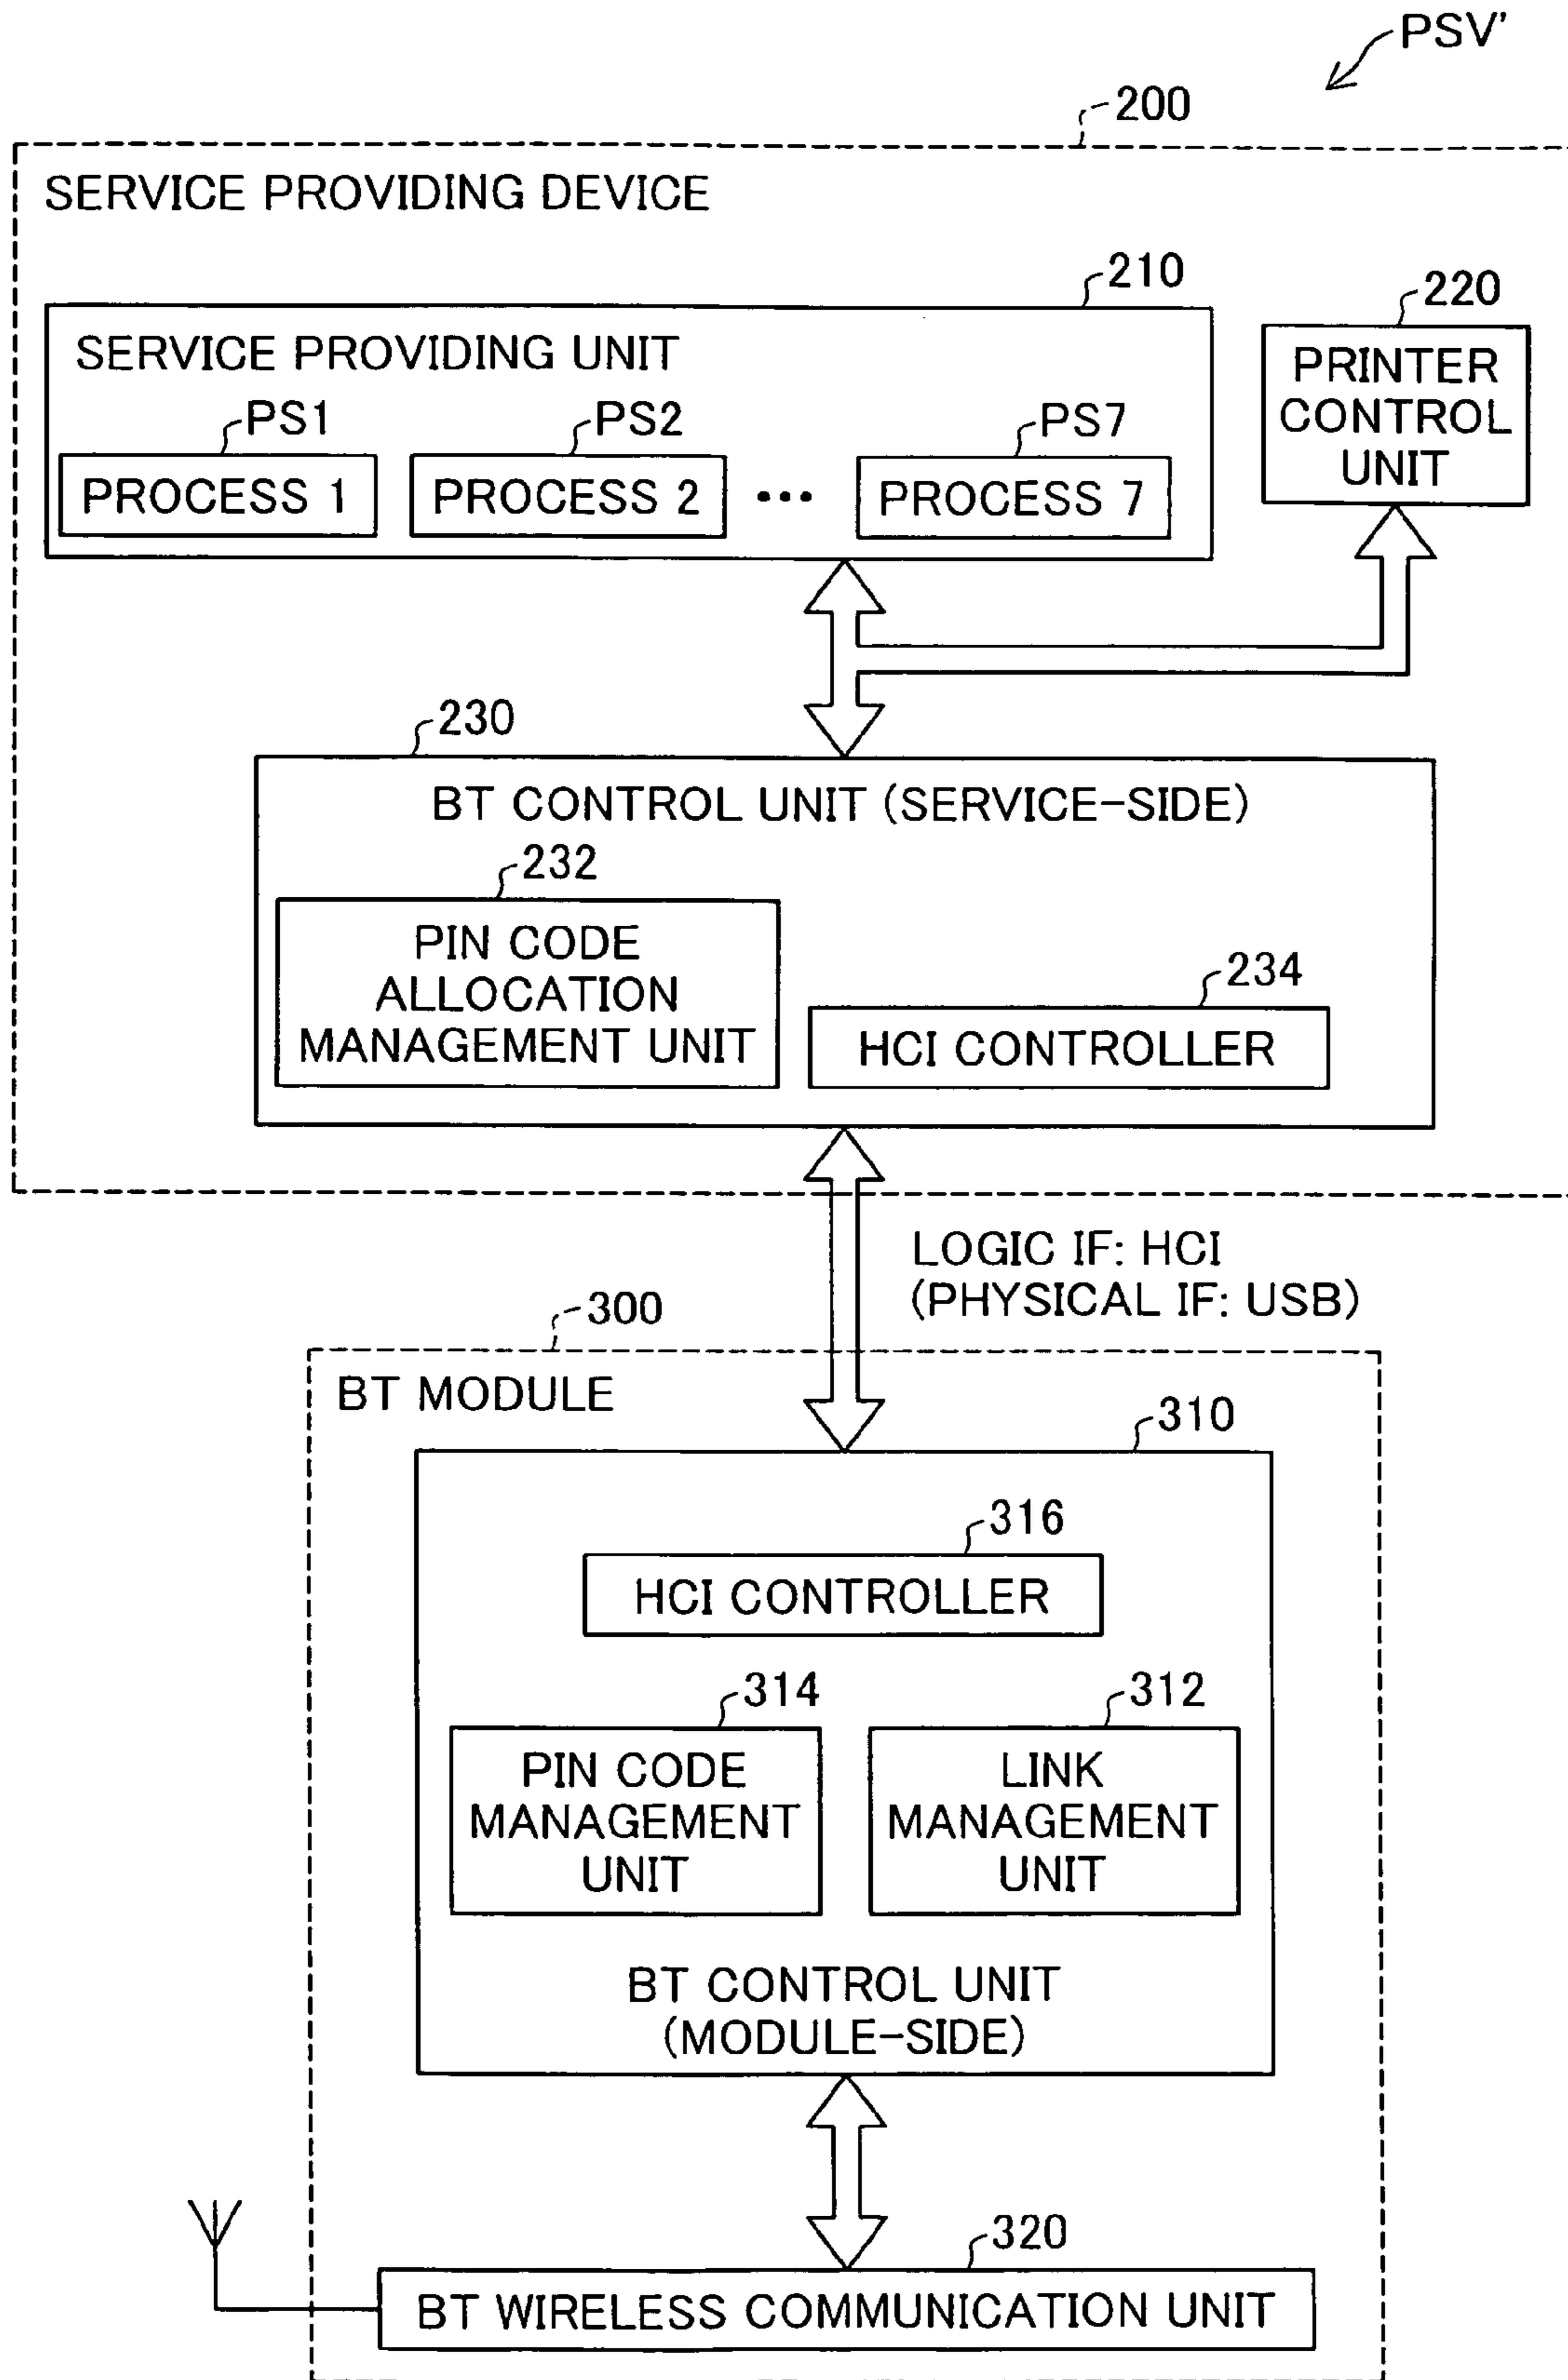 PSV'
200
SERVICE PROVIDING DEVICE
210
220
SERVICE PROVIDING UNIT
PRINTER
CONTROL
UNIT
PS1
PS2
PS7
PROCESS 1
PROCESS 2
•••
PROCESS 7
230
BT CONTROL UNIT (SERVICE-SIDE)
232
PIN CODE
ALLOCATION
MANAGEMENT UNIT
234
HCI CONTROLLER
LOGIC IF: HCI
(PHYSICAL IF: USB)
300
BT MODULE
310
316
HCI CONTROLLER
314
312
PIN CODE
MANAGEMENT
UNIT
LINK
MANAGEMENT
UNIT
BT CONTROL UNIT
(MODULE-SIDE)
320
BT WIRELESS COMMUNICATION UNIT